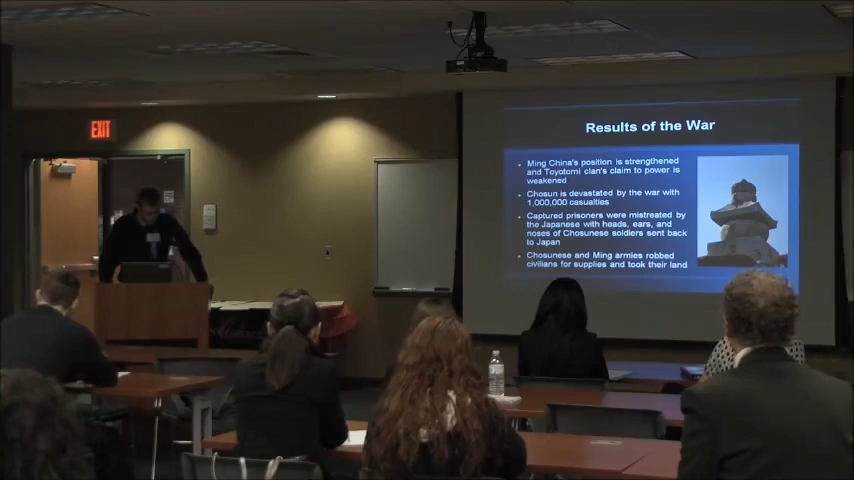 EXIT
Results of the War
Ming China's position is strengthened
and Toyotomi clan's claim to power is
weakened
Chosun is devastated by the war with
1,000,000 casualties
Captured prisoners were mistreated by
the Japanese with heads, ears, and
noses of Chosunese soldiers sent back
to Japan
Chosunese and Ming armies robbed
civilians for supplies and took their land